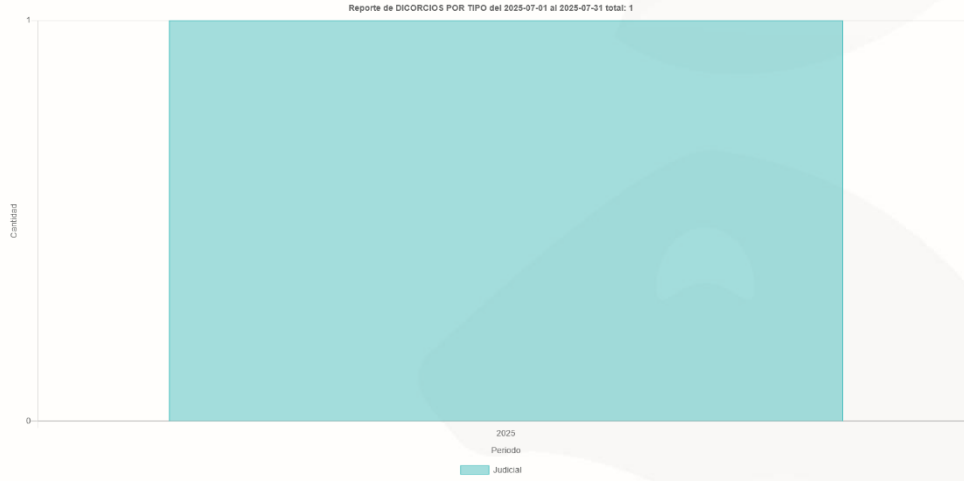 Reporte de DICORCIOS POR TIPO del 2025-07-01 al 2025-07-31 total: 1
1
Cantidad
0
2025
Periodo
Judicial